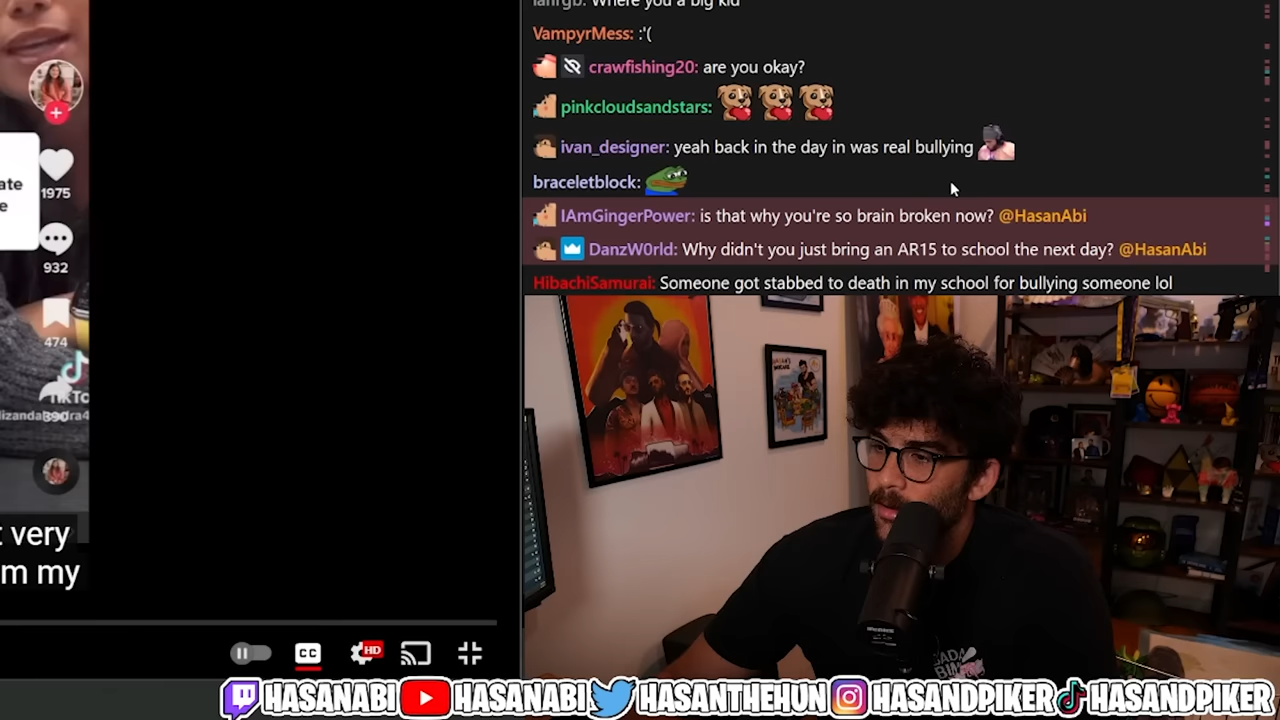 Where you a big kid
VampyrMess: :'(
crawfishing20: are you okay?
pinkcloudsandstars:
ivan_designer: yeah back in the day in was real bullying
braceletblock:
IAmGingerPower: is that why you're so brain broken now? @HasanAbi
DanzW0rld: Why didn't you just bring an AR15 to school the next day? @HasanAbi
HibachiSamurai: Someone got stabbed to death in my school for bullying someone lol
ate
e
1975
932
474
390
very
m my
CC
HD
HASANABI HASANABI HASANTHEHUN HASANDPIKER HASANDPIKER